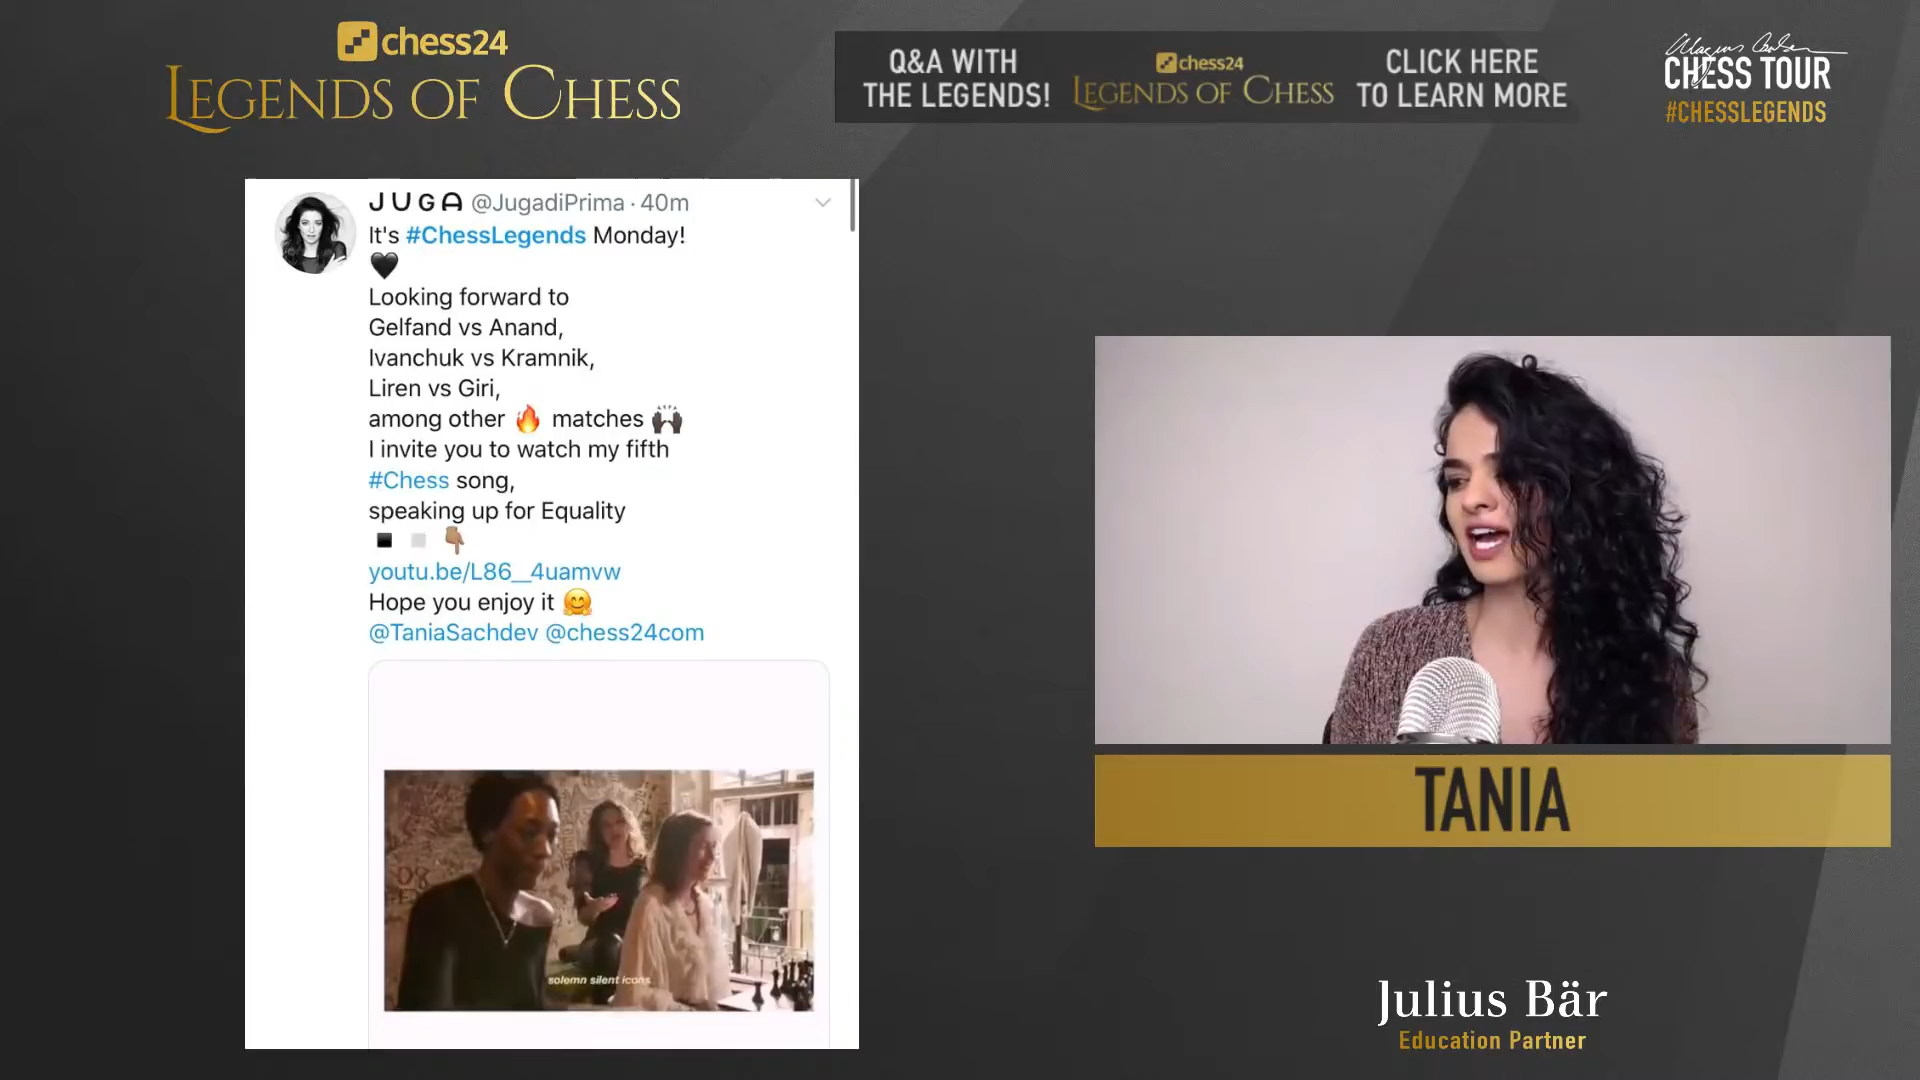 chess24
LEGENDS OF CHESS
Q&A WITH
THE LEGENDS!
chess24
LEGENDS OF CHESS
CLICK HERE
TO LEARN MORE
Magnus Carlsen
CHESS TOUR
#CHESSLEGENDS
JUGA @JugadiPrima · 40m
It's #ChessLegends Monday!
🖤
Looking forward to
Gelfand vs Anand,
Ivanchuk vs Kramnik,
Liren vs Giri,
among other 🔥 matches 🙌🏿
I invite you to watch my fifth
#Chess song,
speaking up for Equality
◾ ◽ 👇🏽
youtu.be/L86__4uamvw
Hope you enjoy it 🤗
@TaniaSachdev @chess24com
solemn silent icons
TANIA
Julius Bär
Education Partner